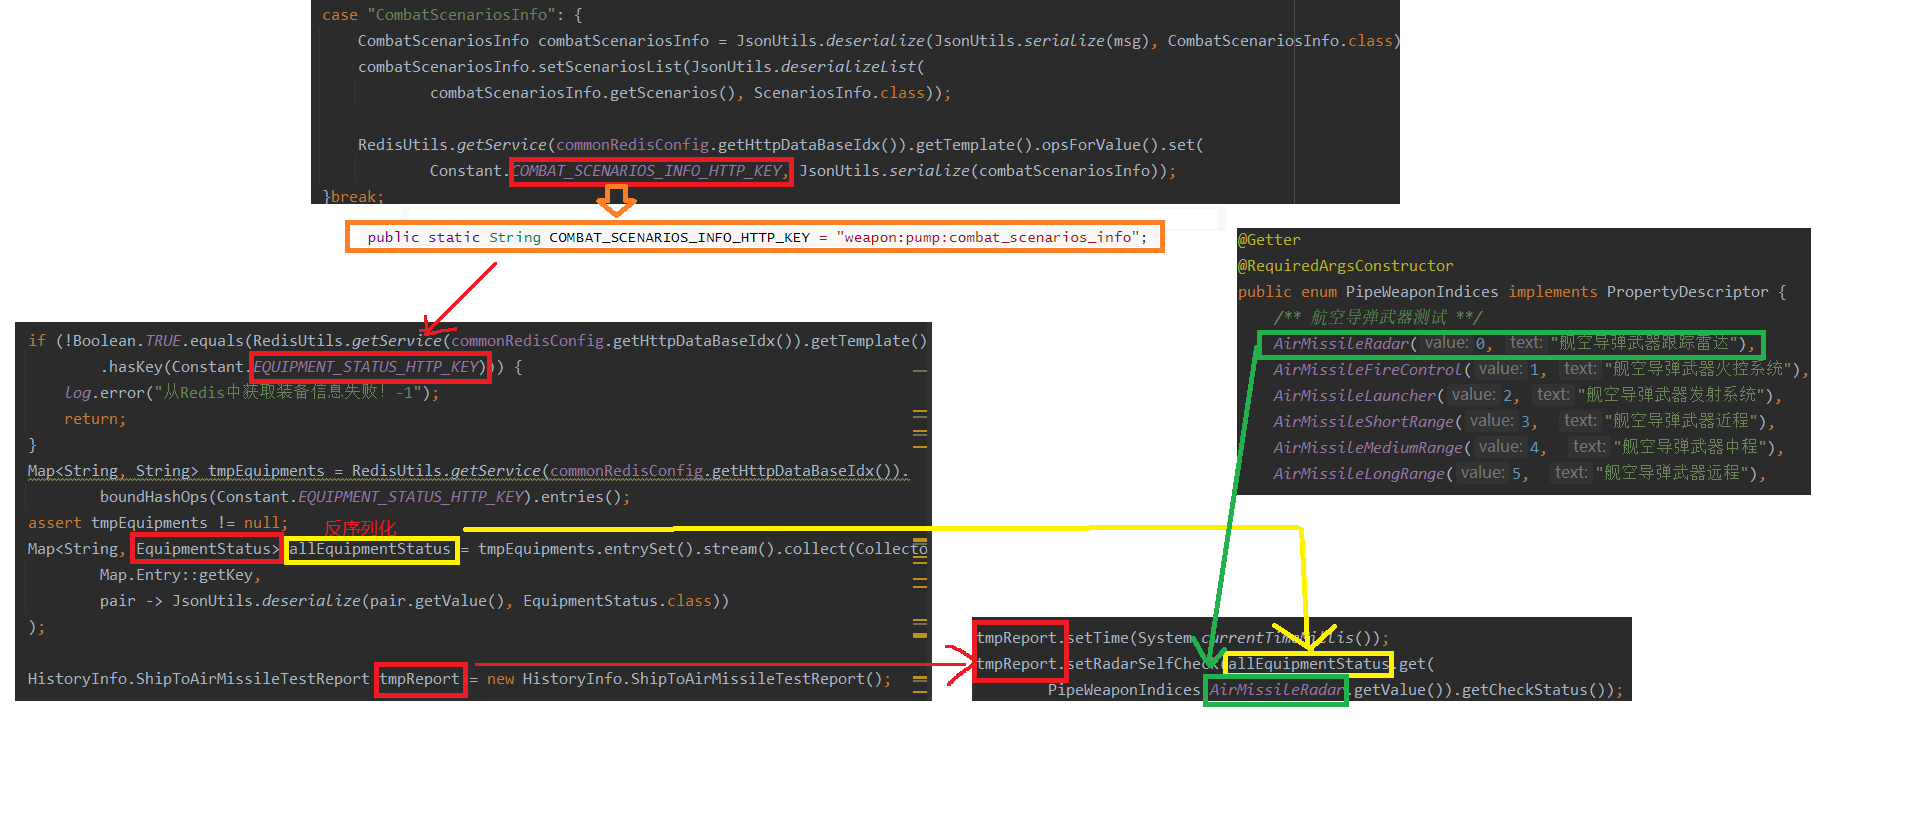 case "CombatScenariosInfo": {
CombatScenariosInfo combatScenariosInfo = JsonUtils.deserialize(JsonUtils.serialize(msg), CombatScenariosInfo.class)
combatScenariosInfo.setScenariosList(JsonUtils.deserializeList(
combatScenariosInfo.getScenarios(), ScenariosInfo.class));
RedisUtils.getService(commonRedisConfig.getHttpDataBaseIdx()).getTemplate().opsForValue().set(
Constant.COMBAT_SCENARIOS_INFO_HTTP_KEY, JsonUtils.serialize(combatScenariosInfo));
}break;
public static String COMBAT_SCENARIOS_INFO_HTTP_KEY = "weapon:pump:combat_scenarios_info";
@Getter
@RequiredArgsConstructor
public enum PipeWeaponIndices implements PropertyDescriptor {
/** 航空导弹武器测试 **/
AirMissileRadar( value: 0, text: "舰空导弹武器跟踪雷达"),
AirMissileFireControl( value: 1, text: "舰空导弹武器火控系统"),
AirMissileLauncher( value: 2, text: "舰空导弹武器发射系统"),
AirMissileShortRange( value: 3, text: "舰空导弹武器近程"),
AirMissileMediumRange( value: 4, text: "舰空导弹武器中程"),
AirMissileLongRange( value: 5, text: "舰空导弹武器远程"),
if (!Boolean.TRUE.equals(RedisUtils.getService(commonRedisConfig.getHttpDataBaseIdx()).getTemplate()
.hasKey(Constant.EQUIPMENT_STATUS_HTTP_KEY))) {
log.error("从Redis中获取装备信息失败! -1");
return;
}
Map<String, String> tmpEquipments = RedisUtils.getService(commonRedisConfig.getHttpDataBaseIdx()).
boundHashOps(Constant.EQUIPMENT_STATUS_HTTP_KEY).entries();
assert tmpEquipments != null;
反序列化
Map<String, EquipmentStatus> allEquipmentStatus = tmpEquipments.entrySet().stream().collect(Collecto
Map.Entry::getKey,
pair -> JsonUtils.deserialize(pair.getValue(), EquipmentStatus.class))
);
HistoryInfo.ShipToAirMissileTestReport tmpReport = new HistoryInfo.ShipToAirMissileTestReport();
tmpReport.setTime(System.currentTimeMillis());
tmpReport.setRadarSelfCheck(allEquipmentStatus.get(
PipeWeaponIndices.AirMissileRadar.getValue()).getCheckStatus());